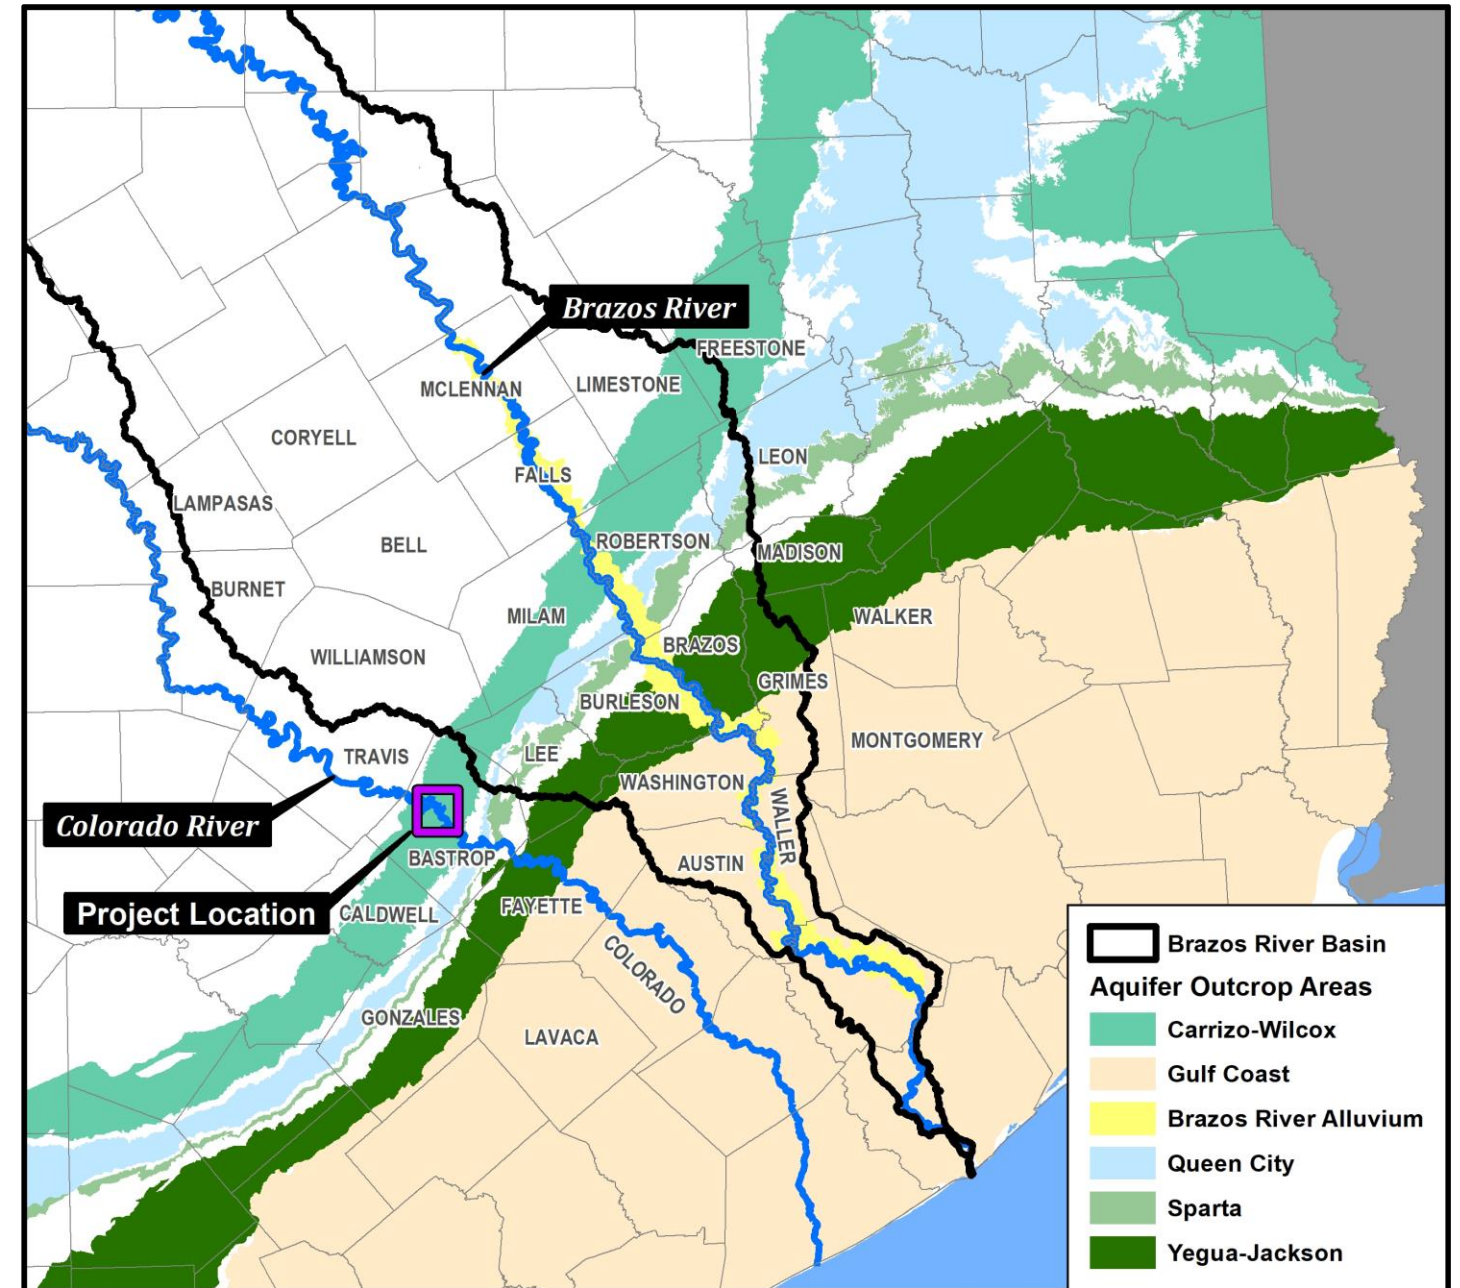 Brazos River
FREESTONE
LIMESTONE
MCLENNAN
CORYELL
LEON
FALLS
LAMPASAS
ROBERTSON
BELL
MADISON
BURNET
MILAM
WALKER
BRAZOS
WILLIAMSON
GRIMES
BURLESON
MONTGOMERY
TRAVIS
LEE
WASHINGTON
WALLER
Colorado River
BASTROP
AUSTIN
Project Location
CALDWELL
FAYETTE
COLORADO
GONZALES
LAVACA
Brazos River Basin
Aquifer Outcrop Areas
Carrizo-Wilcox
Gulf Coast
Brazos River Alluvium
Queen City
Sparta
Yegua-Jackson